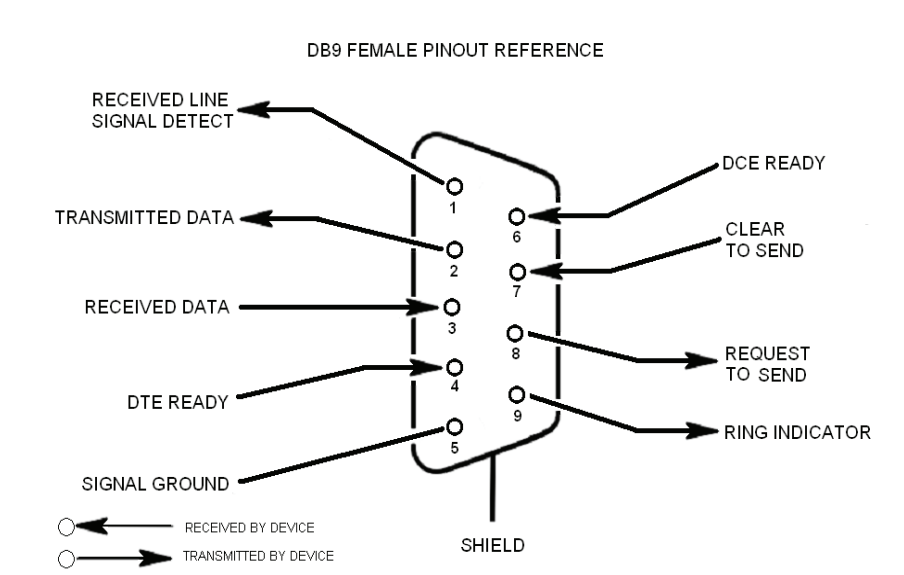 DB9 FEMALE PINOUT REFERENCE
RECEIVED LINE
SIGNAL DETECT
TRANSMITTED DATA
RECEIVED DATA
DTE READY
SIGNAL GROUND
1
2
3
4
5
6
7
8
9
DCE READY
CLEAR
TO SEND
REQUEST
TO SEND
RING INDICATOR
SHIELD
RECEIVED BY DEVICE
TRANSMITTED BY DEVICE